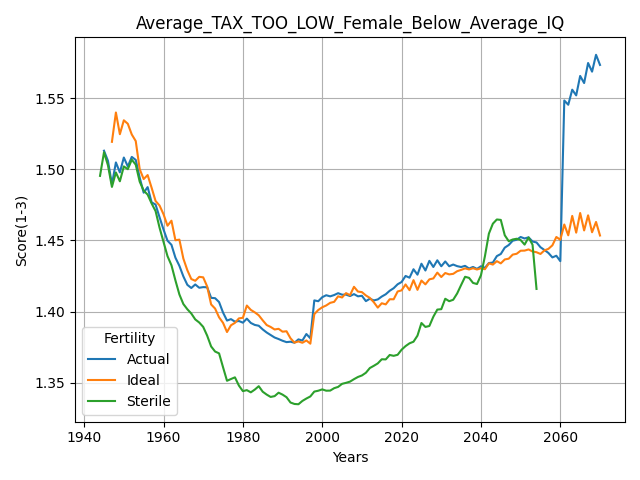 Average_TAX_TOO_LOW_Female_Below_Average_IQ
Score(1-3)
1.55
1.50
1.45
1.40
1.35
Fertility
Actual
Ideal
Sterile
1940 1960 1980 2000 2020 2040 2060
Years